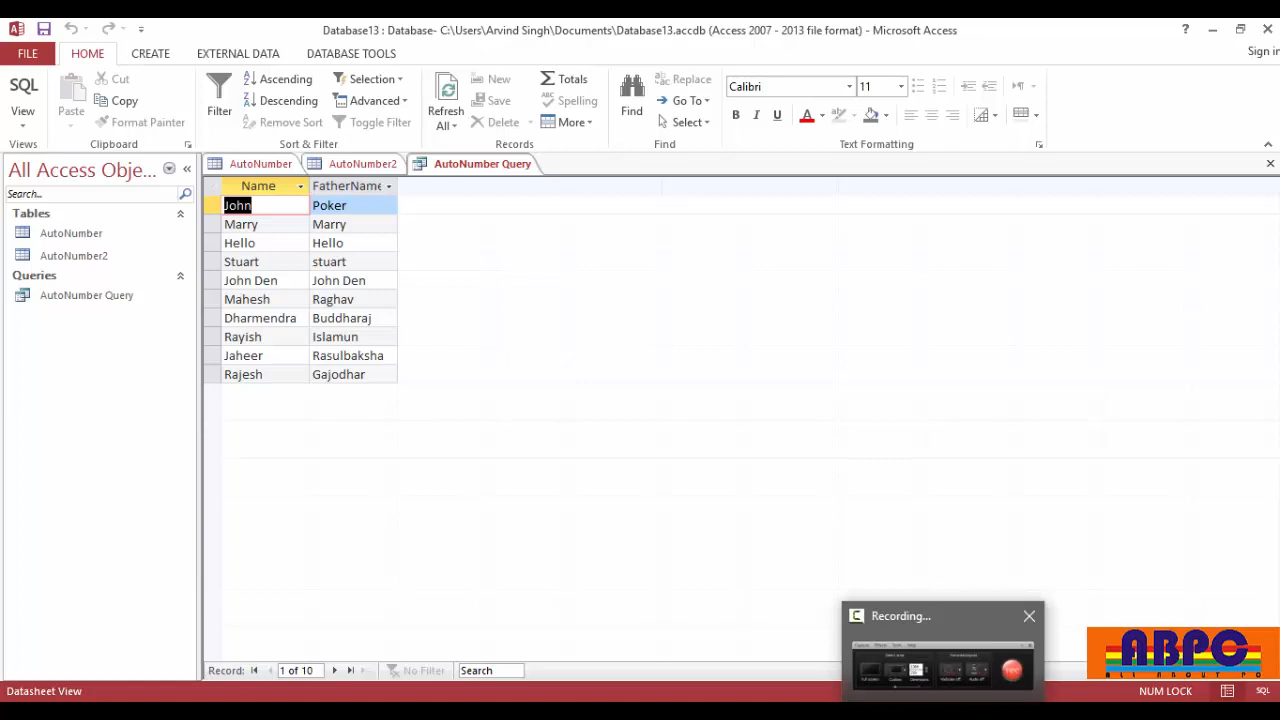 Database13 : Database- C:\Users\Arvind Singh\Documents\Database13.accdb (Access 2007 - 2013 file format) - Microsoft Access
FILE HOME CREATE EXTERNAL DATA DATABASE TOOLS Sign in
SQL
View
Views
Paste
Cut
Copy
Format Painter
Clipboard
Filter
Ascending
Descending
Remove Sort
Selection
Advanced
Toggle Filter
Sort & Filter
Refresh
All
New
Save
Delete
Totals
Spelling
More
Records
Find
Replace
Go To
Select
Find
Calibri 11
B I U A
Text Formatting
All Access Obje...
Search...
Tables
AutoNumber
AutoNumber2
Queries
AutoNumber Query
AutoNumber AutoNumber2 AutoNumber Query
Name FatherName
John Poker
Marry Marry
Hello Hello
Stuart stuart
John Den John Den
Mahesh Raghav
Dharmendra Buddharaj
Rayish Islamun
Jaheer Rasulbaksha
Rajesh Gajodhar
Record: 1 of 10 No Filter Search
Recording...
rec
ABPC
ALL ABOUT PC
Datasheet View NUM LOCK SQL